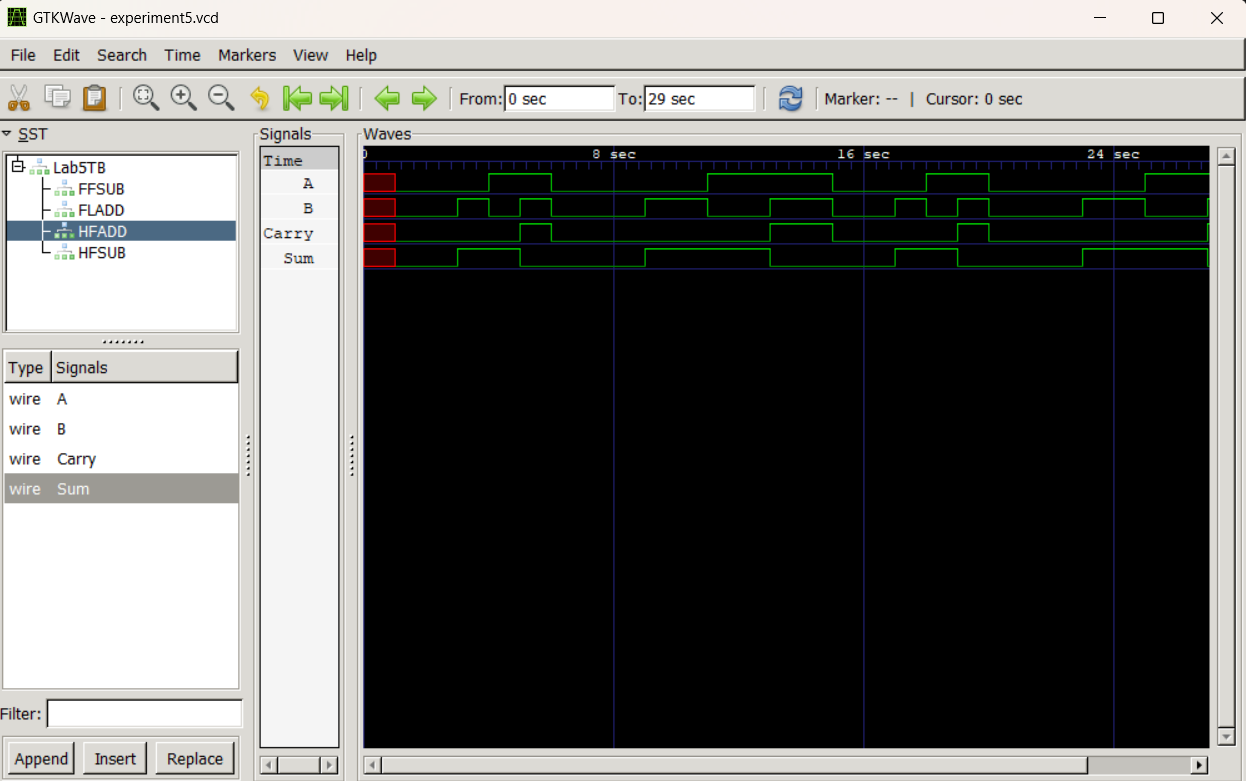 GTKWave - experiment5.vcd
File Edit Search Time Markers View Help
From: 0 sec To: 29 sec Marker: -- | Cursor: 0 sec
SST
Lab5TB
FFSUB
FLADD
HFADD
HFSUB
Type Signals
wire A
wire B
wire Carry
wire Sum
Filter:
Append Insert Replace
Signals
Time
A
B
Carry
Sum
Waves
0 8 sec 16 sec 24 sec